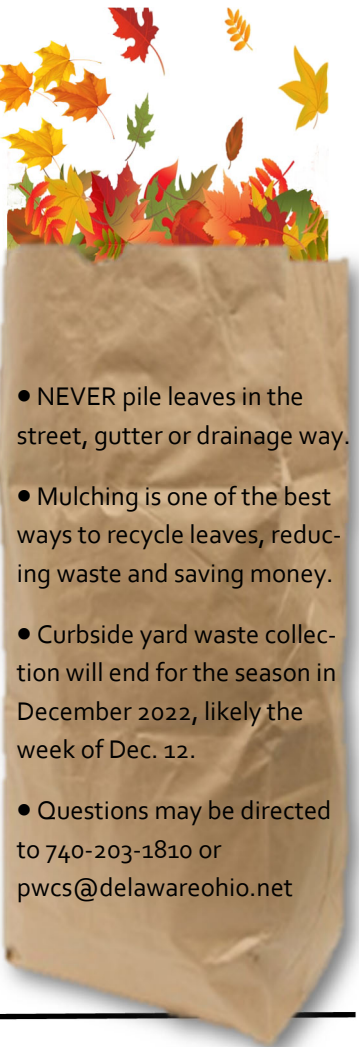 • NEVER pile leaves in the
street, gutter or drainage way.
• Mulching is one of the best
ways to recycle leaves, reduc-
ing waste and saving money.
• Curbside yard waste collec-
tion will end for the season in
December 2022, likely the
week of Dec. 12.
• Questions may be directed
to 740-203-1810 or
pwcs@delawareohio.net